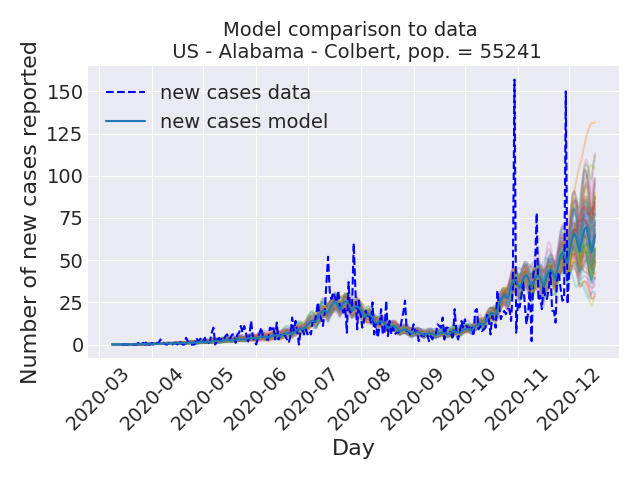 Model comparison to data
US - Alabama - Colbert, pop. = 55241
Number of new cases reported
150
125
100
75
50
25
0
new cases data
new cases model
2020-03
2020-04
2020-05
2020-06
2020-07
2020-08
2020-09
2020-10
2020-11
2020-12
Day